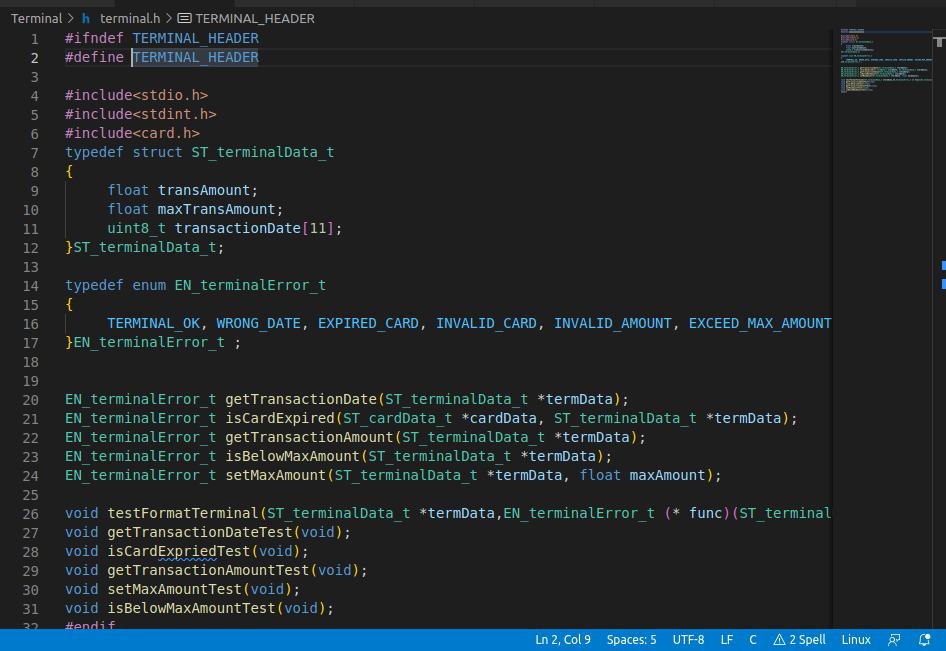 Terminal > h terminal.h > TERMINAL_HEADER
1 #ifndef TERMINAL_HEADER
2 #define TERMINAL_HEADER
3
4 #include<stdio.h>
5 #include<stdint.h>
6 #include<card.h>
7 typedef struct ST_terminalData_t
8 {
9 float transAmount;
10 float maxTransAmount;
11 uint8_t transactionDate[11];
12 }ST_terminalData_t;
13
14 typedef enum EN_terminalError_t
15 {
16 TERMINAL_OK, WRONG_DATE, EXPIRED_CARD, INVALID_CARD, INVALID_AMOUNT, EXCEED_MAX_AMOUNT
17 }EN_terminalError_t ;
18
19
20 EN_terminalError_t getTransactionDate(ST_terminalData_t *termData);
21 EN_terminalError_t isCardExpired(ST_cardData_t *cardData, ST_terminalData_t *termData);
22 EN_terminalError_t getTransactionAmount(ST_terminalData_t *termData);
23 EN_terminalError_t isBelowMaxAmount(ST_terminalData_t *termData);
24 EN_terminalError_t setMaxAmount(ST_terminalData_t *termData, float maxAmount);
25
26 void testFormatTerminal(ST_terminalData_t *termData,EN_terminalError_t (* func)(ST_terminal
27 void getTransactionDateTest(void);
28 void isCardExpriedTest(void);
29 void getTransactionAmountTest(void);
30 void setMaxAmountTest(void);
31 void isBelowMaxAmountTest(void);
32 #endif
Ln 2, Col 9 Spaces: 5 UTF-8 LF C 2 Spell Linux